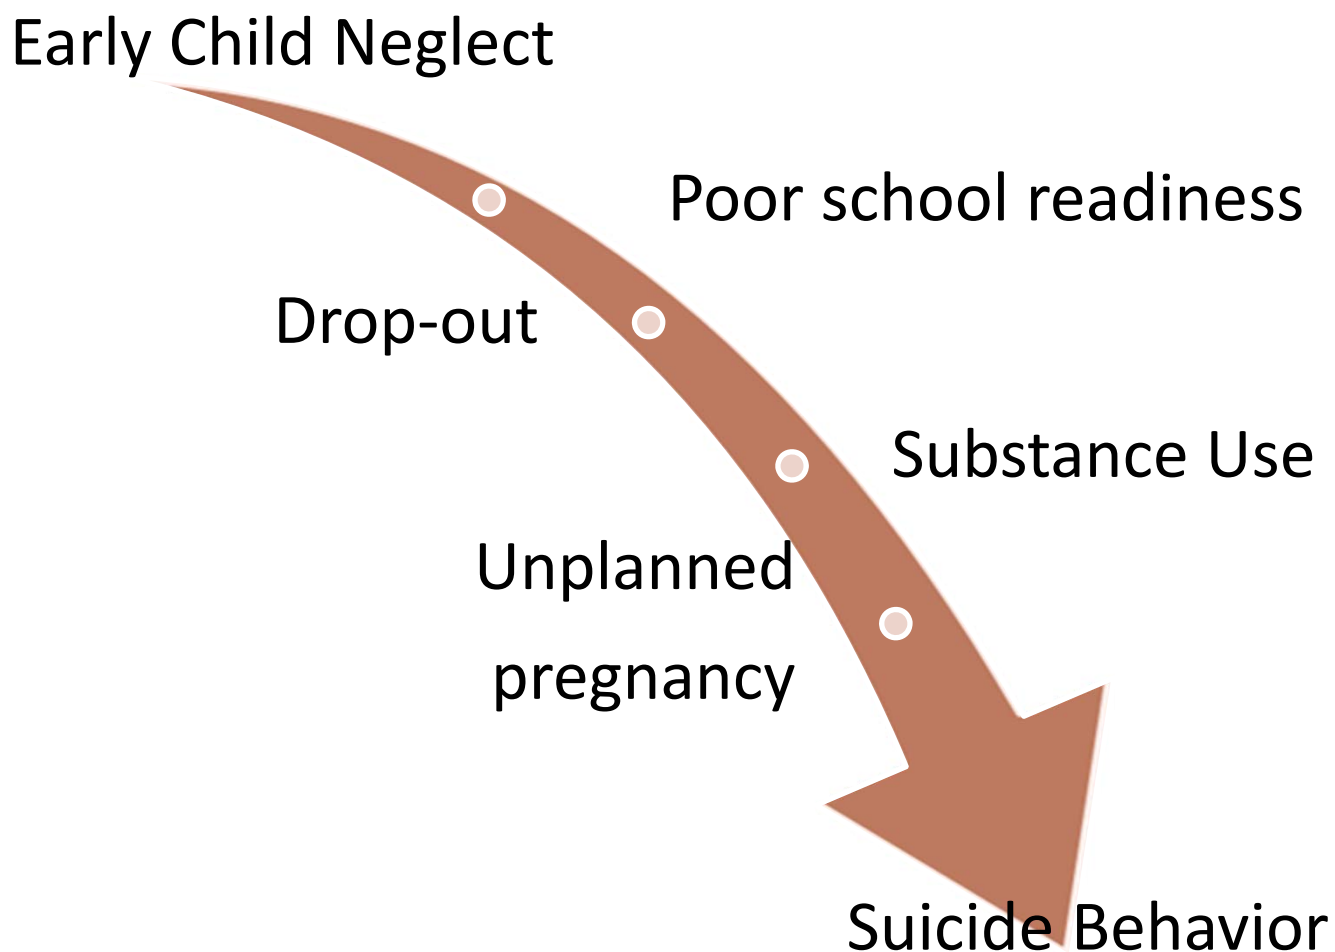 Early Child Neglect
Poor school readiness
Drop-out
Substance Use
Unplanned
pregnancy
Suicide Behavior